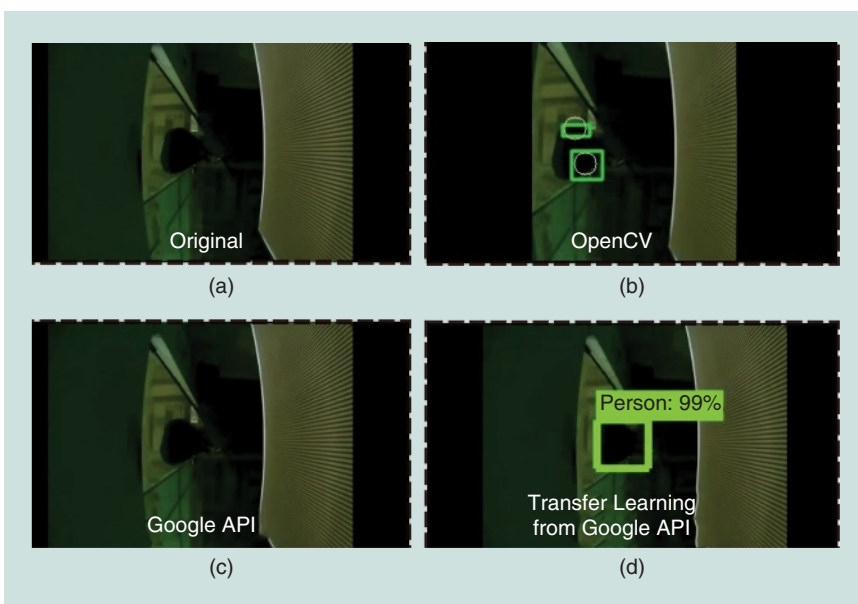 Original
OpenCV
(a)
(b)
Person: 99%
Google API
Transfer Learning
from Google API
(c)
(d)